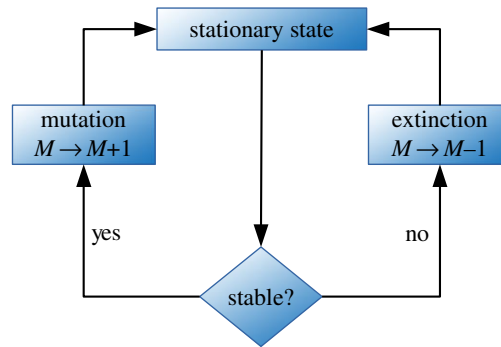 stationary state
mutation
M → M+1
extinction
M → M–1
yes
no
stable?